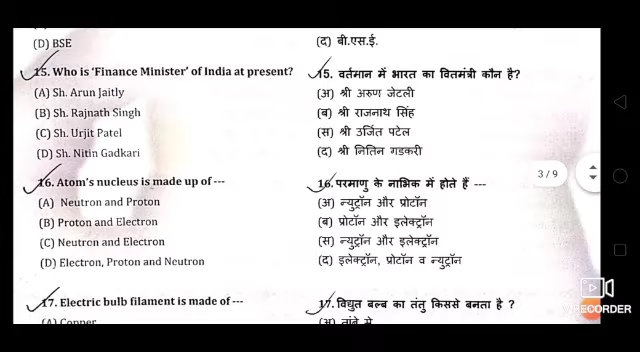 (D) BSE
15. Who is 'Finance Minister' of India at present?
(A) Sh. Arun Jaitly
(B) Sh. Rajnath Singh
(C) Sh. Urjit Patel
(D) Sh. Nitin Gadkari
16. Atom's nucleus is made up of ---
(A) Neutron and Proton
(B) Proton and Electron
(C) Neutron and Electron
(D) Electron, Proton and Neutron
17. Electric bulb filament is made of ---
(A) Copper
(द) बी.एस.ई.
15. वर्तमान में भारत का वितमंत्री कौन है?
(अ) श्री अरुण जेटली
(ब) श्री राजनाथ सिंह
(स) श्री उर्जित पटेल
(द) श्री नितिन गडकरी
16. परमाणु के नाभिक में होते हैं ---
(अ) न्युट्रॉन और प्रोटॉन
(ब) प्रोटॉन और इलेक्ट्रॉन
(स) न्युट्रॉन और इलेक्ट्रॉन
(द) इलेक्ट्रॉन, प्रोटॉन व न्युट्रॉन
17. विद्युत बल्ब का तंतु किससे बनता है ?
(अ) तांबे से
3 / 9
RECORDER